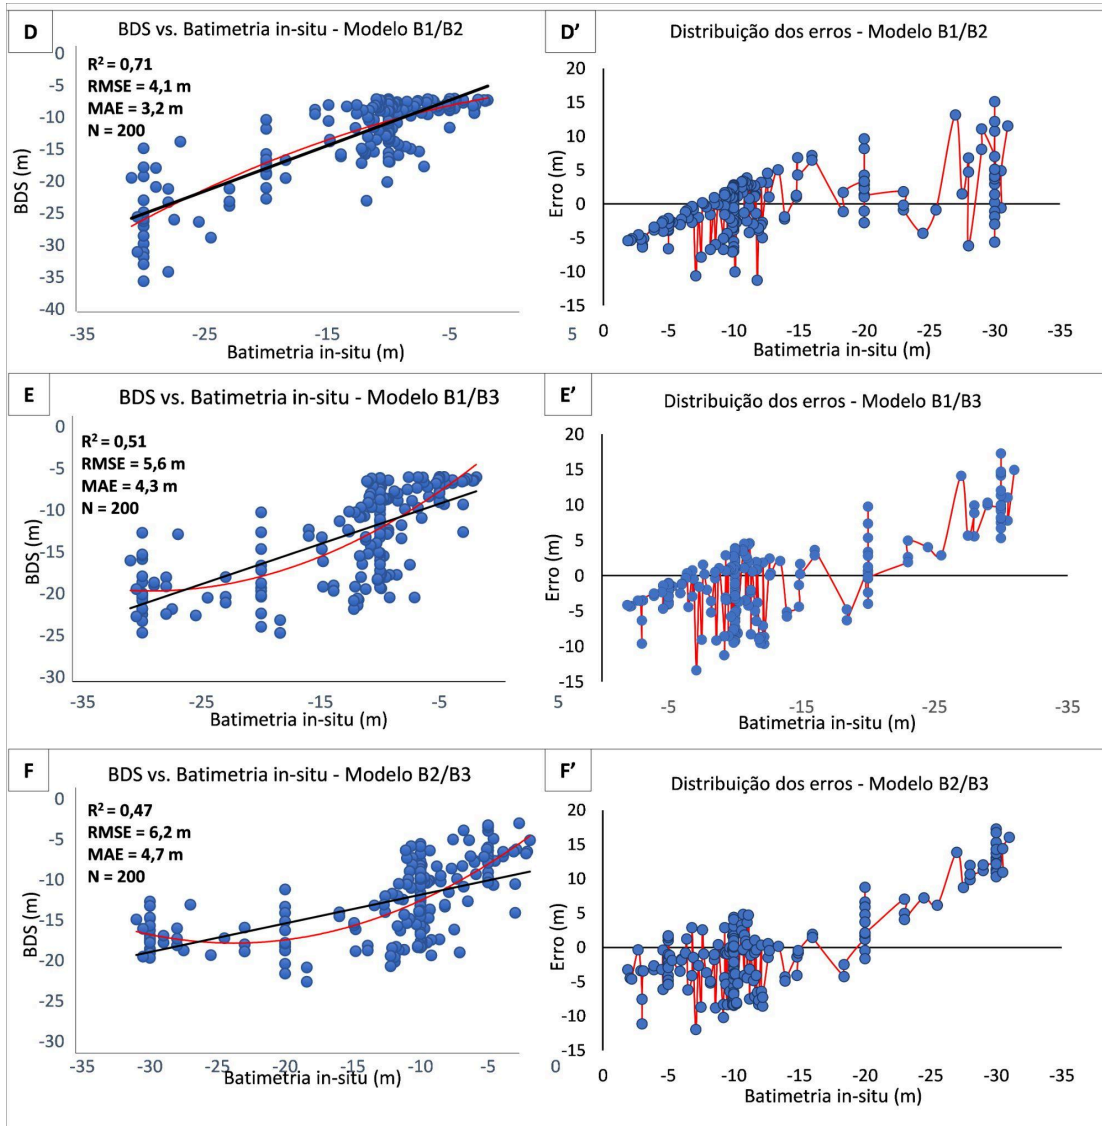 D
BDS vs. Batimetria in-situ - Modelo B1/B2
R² = 0,71
RMSE = 4,1 m
MAE = 3,2 m
N = 200
BDS (m)
0
-5
-10
-15
-20
-25
-30
-35
-40
-35 -25 -15 -5 5
Batimetria in-situ (m)
D’
Distribuição dos erros - Modelo B1/B2
Erro (m)
20
15
10
5
0
-5
-10
-15
0 -5 -10 -15 -20 -25 -30 -35
Batimetria in-situ (m)
E
BDS vs. Batimetria in-situ - Modelo B1/B3
R² = 0,51
RMSE = 5,6 m
MAE = 4,3 m
N = 200
BDS (m)
0
-5
-10
-15
-20
-25
-30
-35 -25 -15 -5 5
Batimetria in-situ (m)
E’
Distribuição dos erros - Modelo B1/B3
Erro (m)
20
15
10
5
0
-5
-10
-15
-5 -15 -25 -35
Batimetria in-situ (m)
F
BDS vs. Batimetria in-situ - Modelo B2/B3
R² = 0,47
RMSE = 6,2 m
MAE = 4,7 m
N = 200
BDS (m)
0
-5
-10
-15
-20
-25
-30
-35 -30 -25 -20 -15 -10 -5 0
Batimetria in-situ (m)
F’
Distribuição dos erros - Modelo B2/B3
Erro (m)
20
15
10
5
0
-5
-10
-15
0 -5 -10 -15 -20 -25 -30 -35
Batimetria in-situ (m)